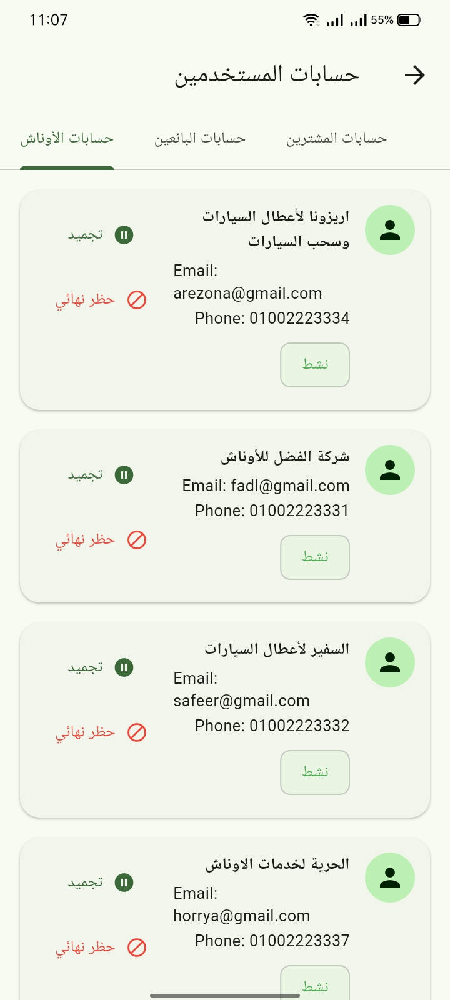 11:07
55%
حسابات المستخدمين
حسابات المشترين
حسابات البائعين
حسابات الأوناش
اريزونا لأعطال السيارات
وسحب السيارات
Email:
arezona@gmail.com
Phone: 01002223334
نشط
تجميد
حظر نهائي
شركة الفضل للأوناش
Email: fadl@gmail.com
Phone: 01002223331
نشط
تجميد
حظر نهائي
السفير لأعطال السيارات
Email:
safeer@gmail.com
Phone: 01002223332
نشط
تجميد
حظر نهائي
الحرية لخدمات الاوناش
Email:
horrya@gmail.com
Phone: 01002223337
نشط
تجميد
حظر نهائي